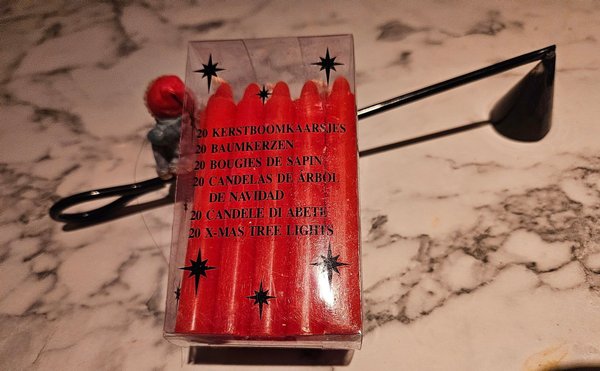 20 KERSTBOOMKAARSJES
20 BAUMKERZEN
20 BOUGIES DE SAPIN
20 CANDELAS DE ÁRBOL
DE NAVIDAD
20 CANDELE DI ABETE
20 X-MAS TREE LIGHTS